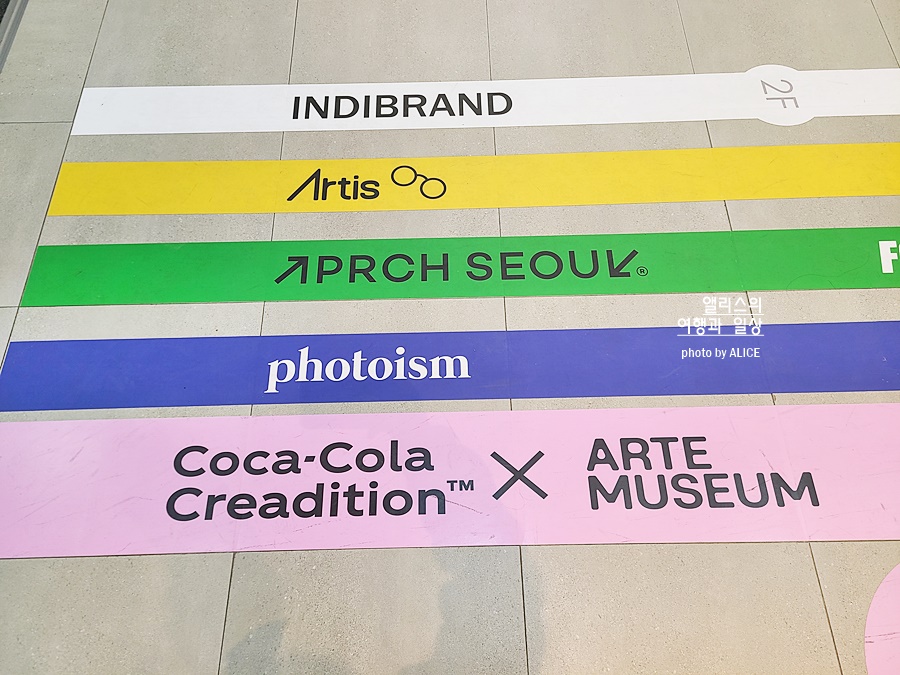 INDIBRAND
2F
Artis
APRCH SEOUL®
앨리스의
여행과 일상
photo by ALICE
photoism
Coca-Cola
Creadition™
X
ARTE
MUSEUM